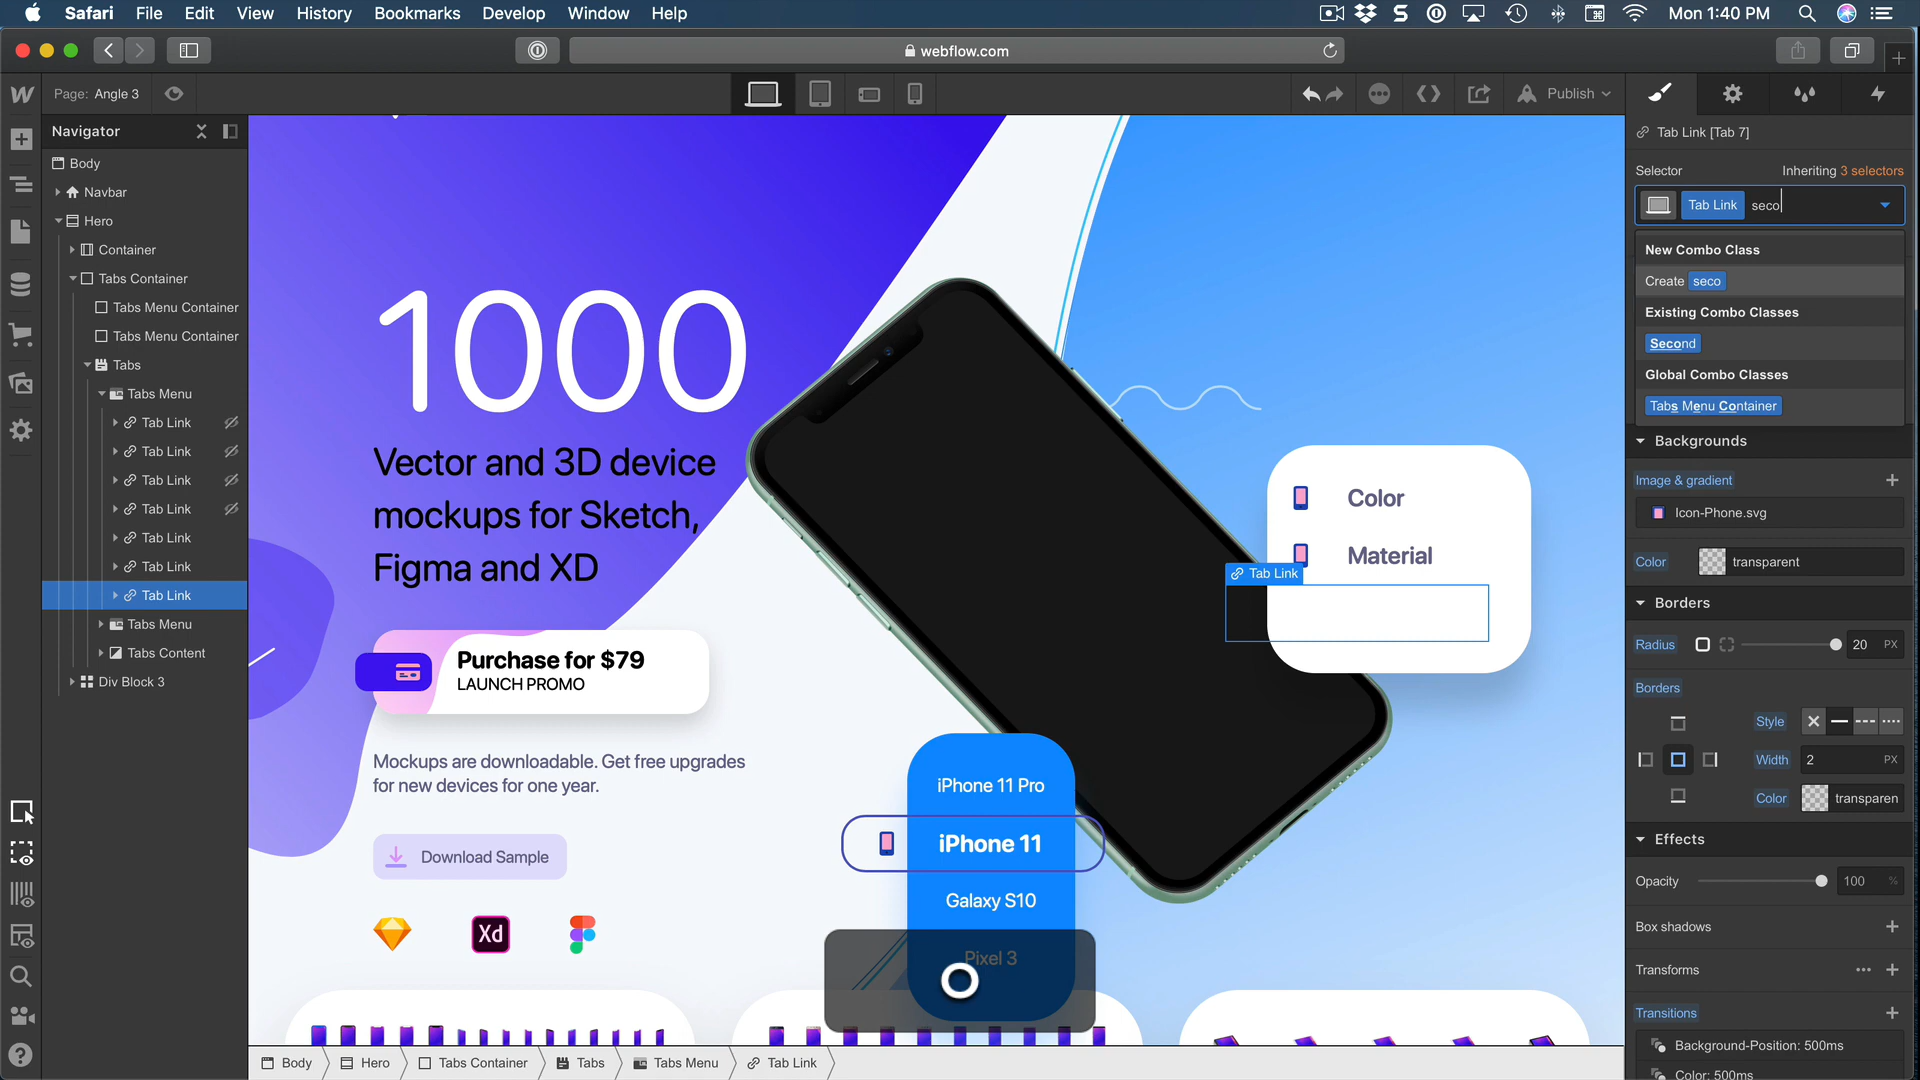 Safari File Edit View History Bookmarks Develop Window Help
Mon 1:40 PM
webflow.com
Page: Angle 3
Publish
Navigator
Body
Navbar
Hero
Container
Tabs Container
Tabs Menu Container
Tabs Menu Container
Tabs
Tabs Menu
Tab Link
Tab Link
Tab Link
Tab Link
Tab Link
Tab Link
Tab Link
Tabs Menu
Tabs Content
Div Block 3
1000
Vector and 3D device
mockups for Sketch,
Figma and XD
Purchase for $79
LAUNCH PROMO
Mockups are downloadable. Get free upgrades
for new devices for one year.
Download Sample
Xd
Color
Material
Tab Link
iPhone 11 Pro
iPhone 11
Galaxy S10
Pixel 3
Body Hero Tabs Container Tabs Tabs Menu Tab Link
Tab Link [Tab 7]
Selector Inheriting 3 selectors
Tab Link seco
New Combo Class
Create seco
Existing Combo Classes
Second
Global Combo Classes
Tabs Menu Container
Backgrounds
Image & gradient
Icon-Phone.svg
Color transparent
Borders
Radius 20 PX
Borders
Style
Width 2 PX
Color transparen
Effects
Opacity 100 %
Box shadows
Transforms
Transitions
Background-Position: 500ms
Color: 500ms